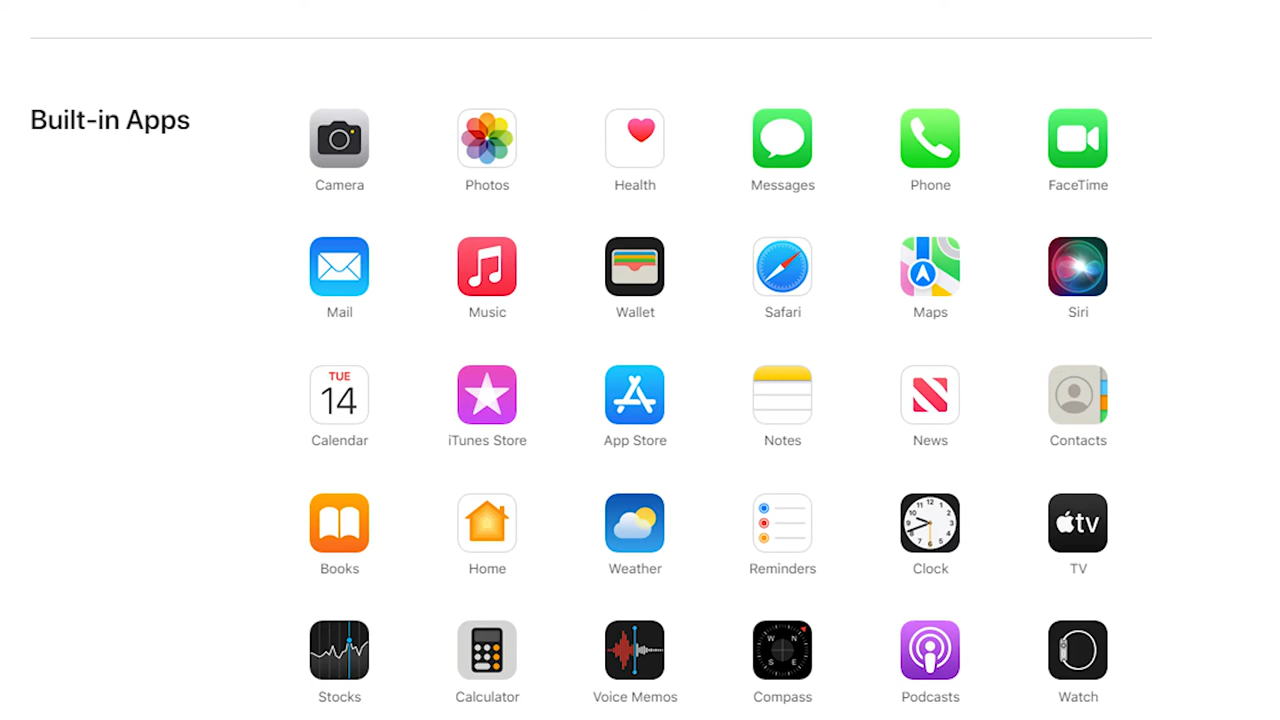 Built-in Apps
Camera Photos Health Messages Phone FaceTime
Mail Music Wallet Safari Maps Siri
TUE
14
Calendar iTunes Store App Store Notes News Contacts
tv
Books Home Weather Reminders Clock TV
W N
S E
Stocks Calculator Voice Memos Compass Podcasts Watch